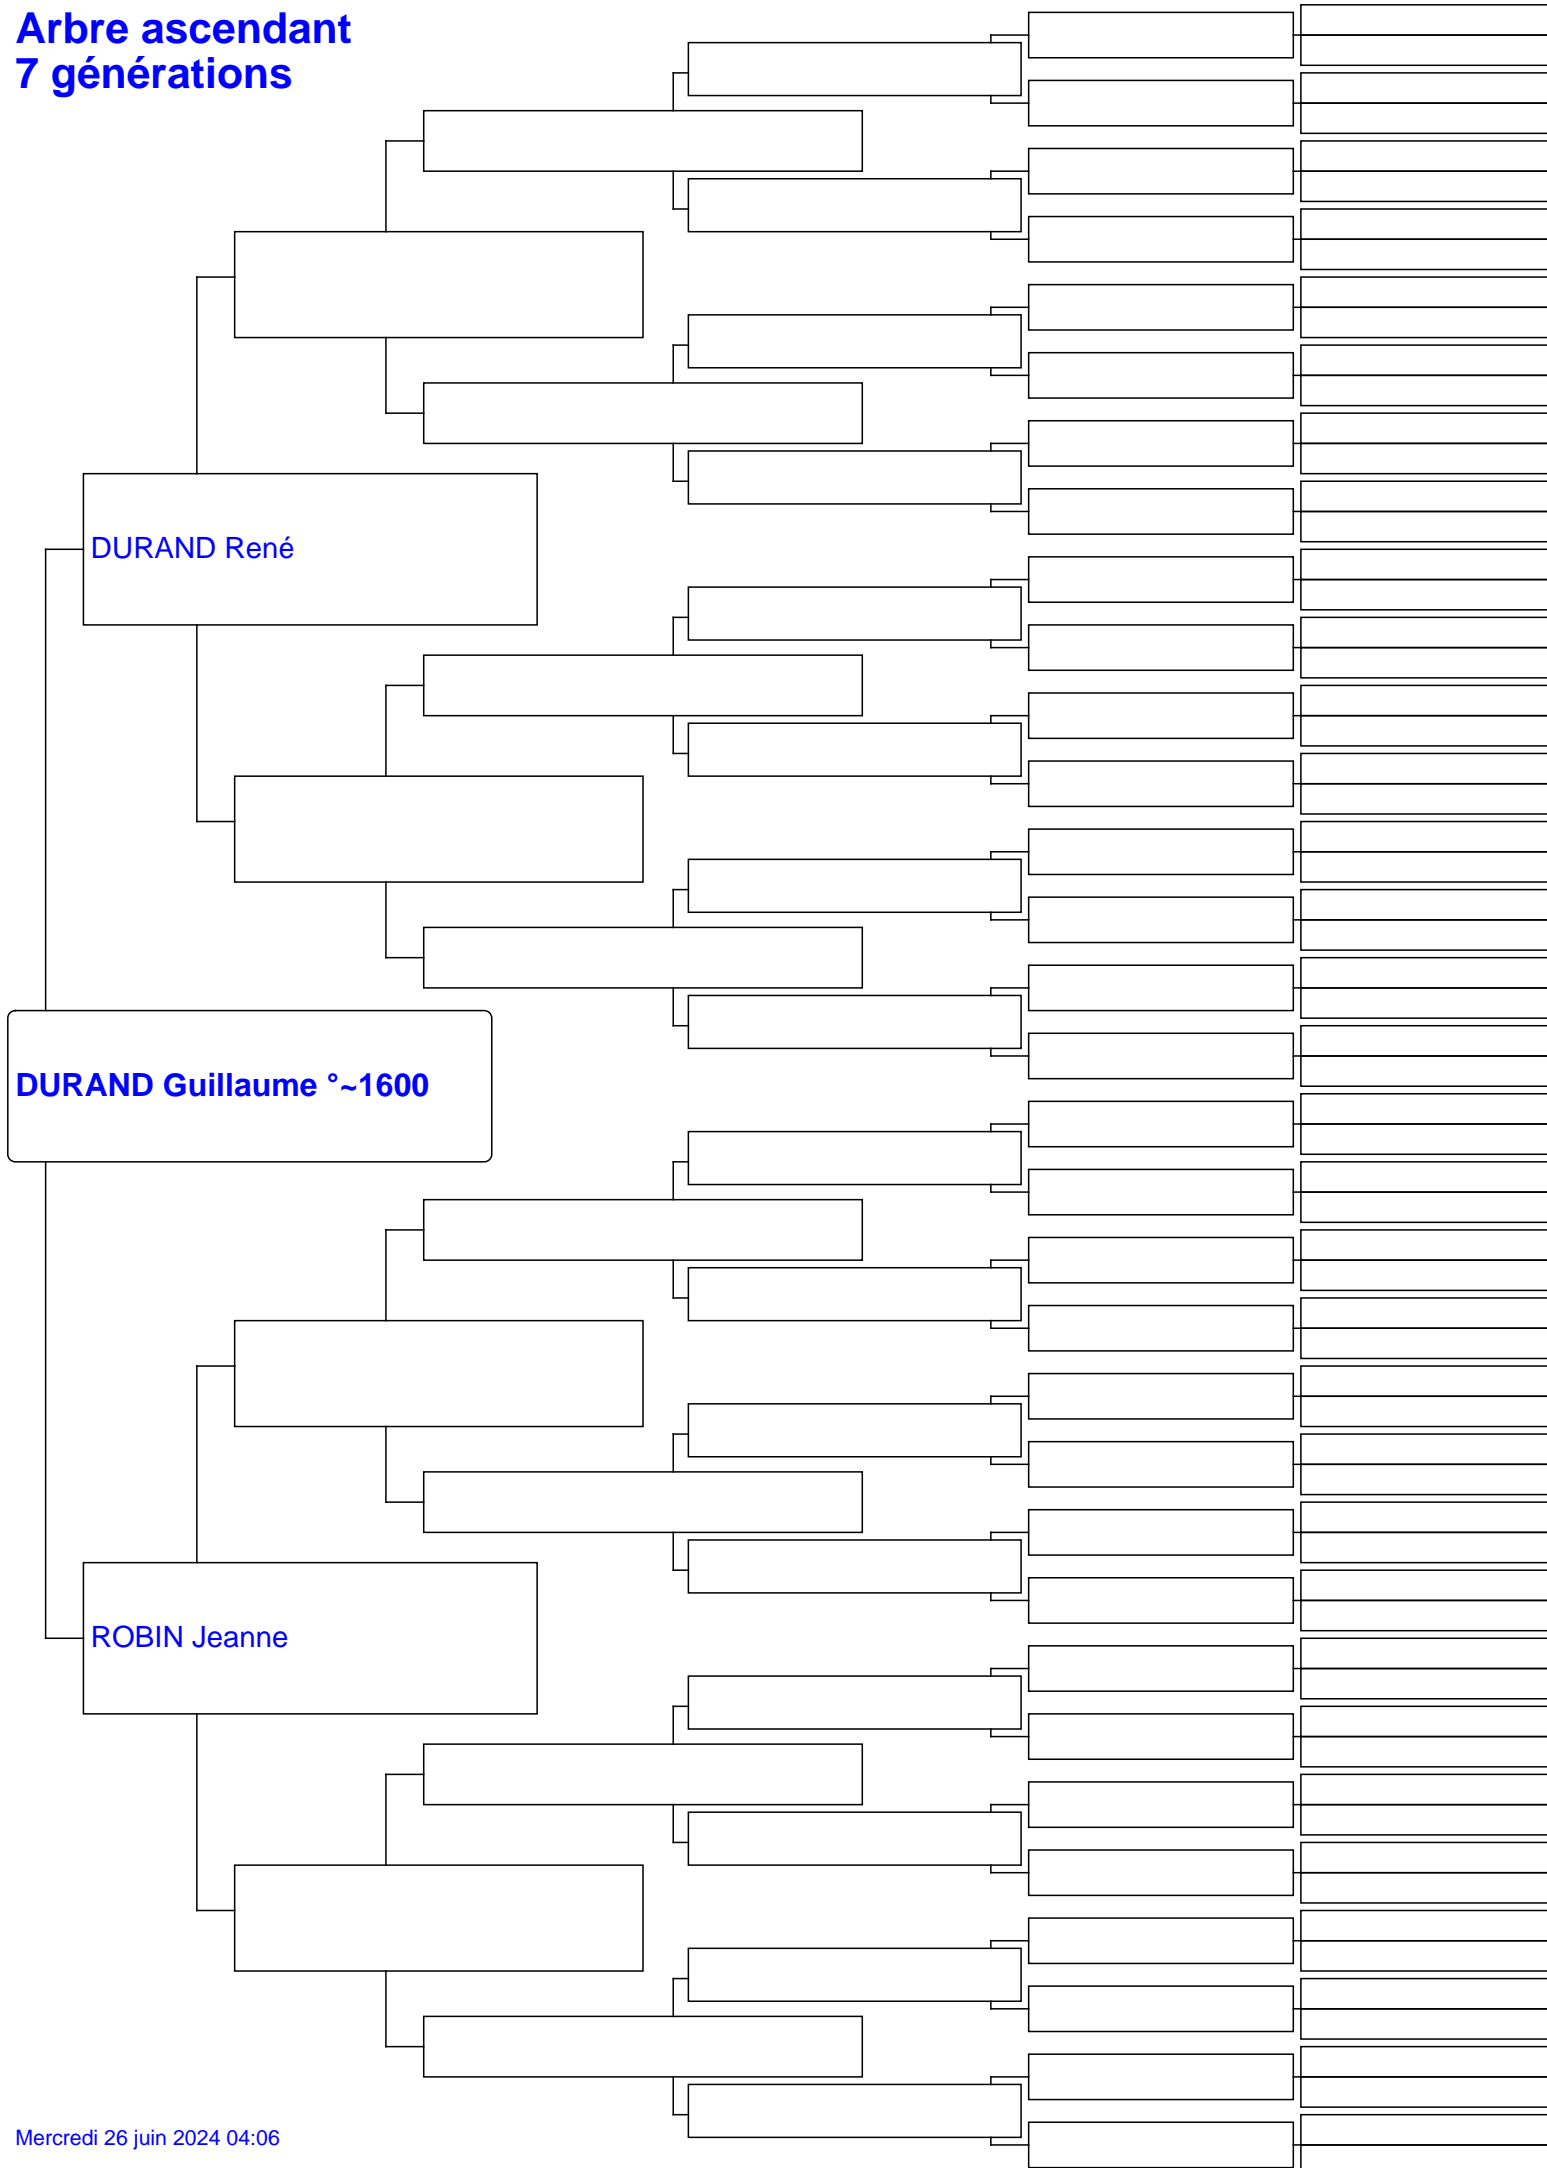 Arbre ascendant
7 générations
DURAND René
DURAND Guillaume °~1600
ROBIN Jeanne
Mercredi 26 juin 2024 04:06